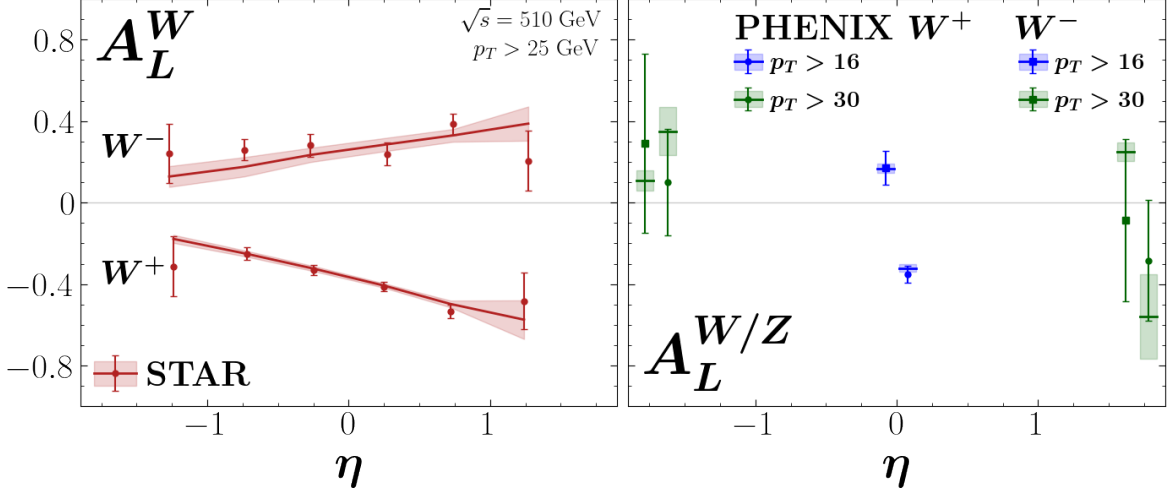 A_L^W
√s = 510 GeV
p_T > 25 GeV
W−
W+
STAR
0.8
0.4
0
−0.4
−0.8
−1
0
1
η
PHENIX W+ W−
p_T > 16 p_T > 16
p_T > 30 p_T > 30
A_L^{W/Z}
−1
0
1
η